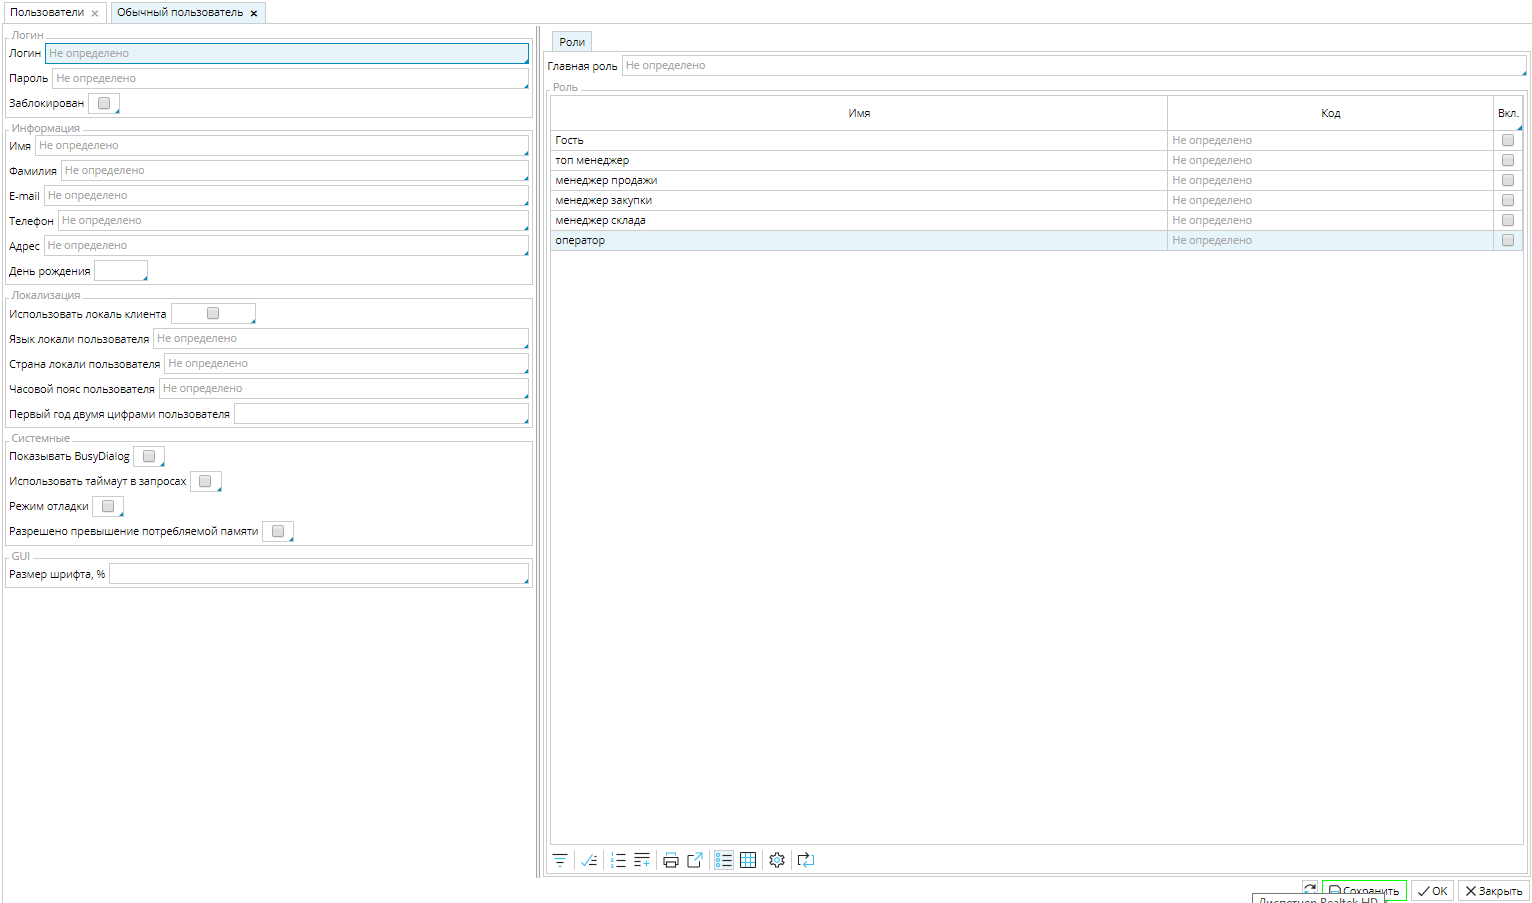 Пользователи
Обычный пользователь
Логин
Логин Не определено
Пароль Не определено
Заблокирован
Информация
Имя Не определено
Фамилия Не определено
E-mail Не определено
Телефон Не определено
Адрес Не определено
День рождения
Локализация
Использовать локаль клиента
Язык локали пользователя Не определено
Страна локали пользователя Не определено
Часовой пояс пользователя Не определено
Первый год двумя цифрами пользователя
Системные
Показывать BusyDialog
Использовать таймаут в запросах
Режим отладки
Разрешено превышение потребляемой памяти
GUI
Размер шрифта, %
Роли
Главная роль Не определено
Роль
Имя Код Вкл.
Гость Не определено
топ менеджер Не определено
менеджер продажи Не определено
менеджер закупки Не определено
менеджер склада Не определено
оператор Не определено
Сохранить OK Закрыть
Диспетчер Realtek HD